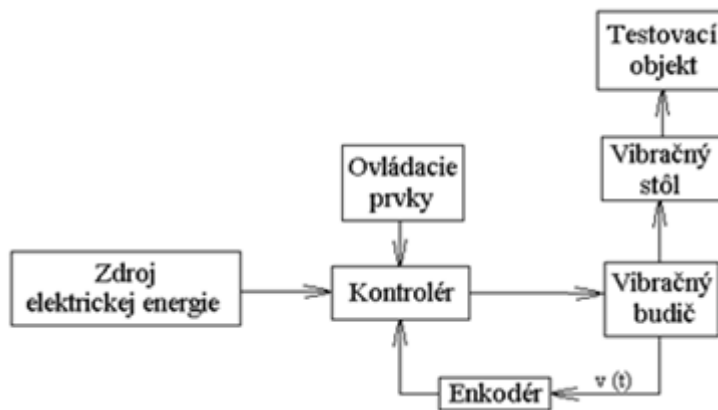 Testovací
objekt
Ovládacie
prvky
Vibračný
stôl
Zdroj
elektrickej energie
Kontrolér
Vibračný
budič
Enkodér
v (t)